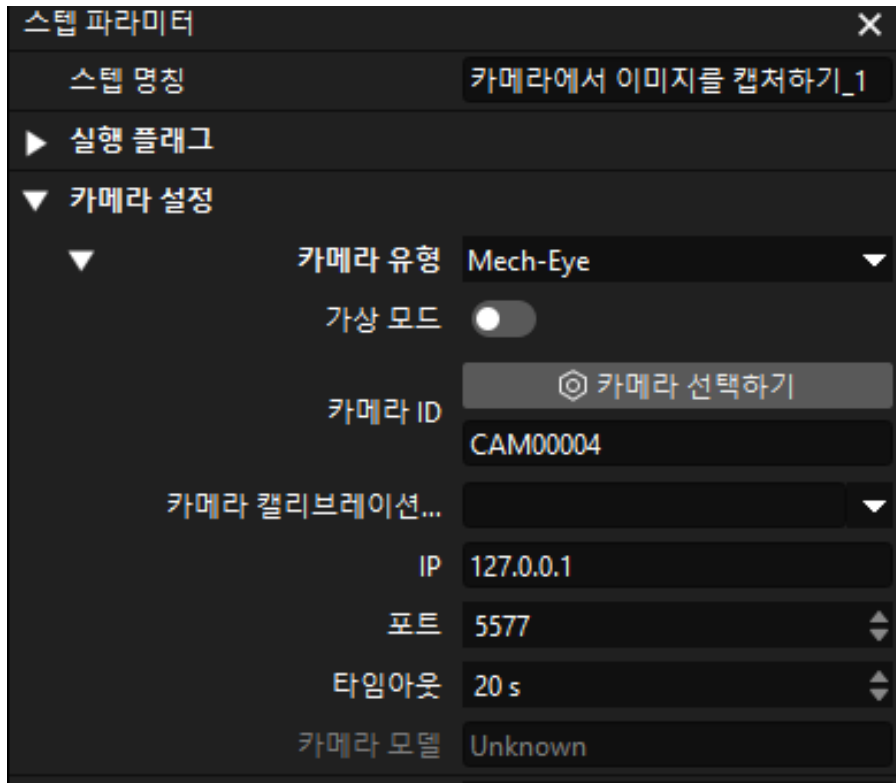 스텝 파라미터
스텝 명칭 카메라에서 이미지를 캡처하기_1
실행 플래그
카메라 설정
카메라 유형 Mech-Eye
가상 모드
카메라 선택하기
카메라 ID
CAM00004
카메라 캘리브레이션...
IP 127.0.0.1
포트 5577
타임아웃 20 s
카메라 모델 Unknown